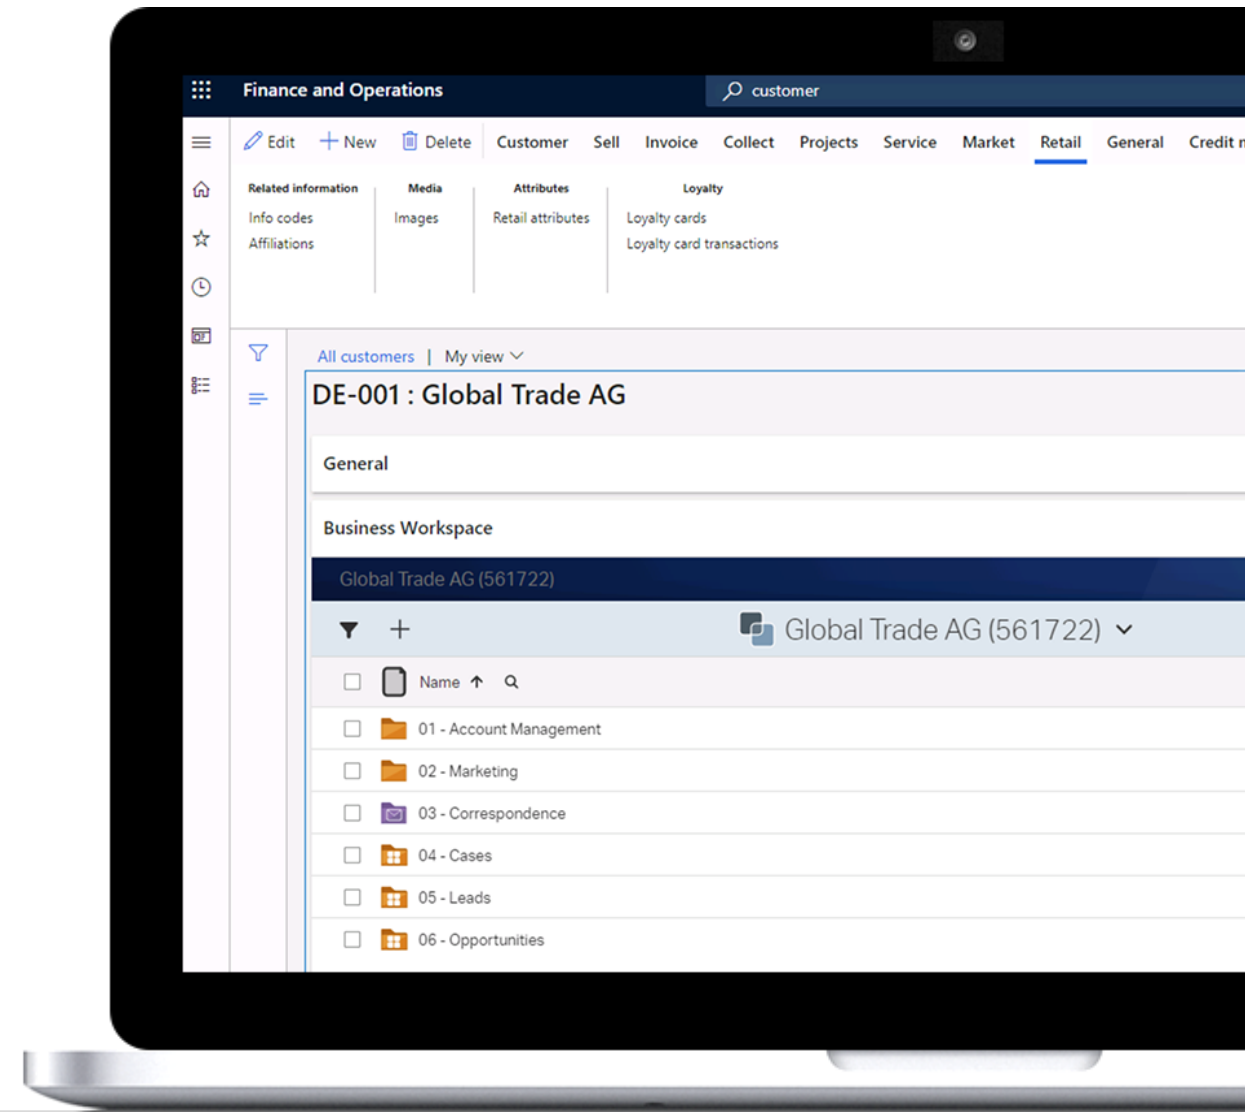 Finance and Operations
customer
Edit New Delete Customer Sell Invoice Collect Projects Service Market Retail General Credit
Related information Media Attributes Loyalty
Info codes Images Retail attributes Loyalty cards
Affiliations Loyalty card transactions
All customers | My view
DE-001 : Global Trade AG
General
Business Workspace
Global Trade AG (561722)
Global Trade AG (561722)
Name
01 - Account Management
02 - Marketing
03 - Correspondence
04 - Cases
05 - Leads
06 - Opportunities